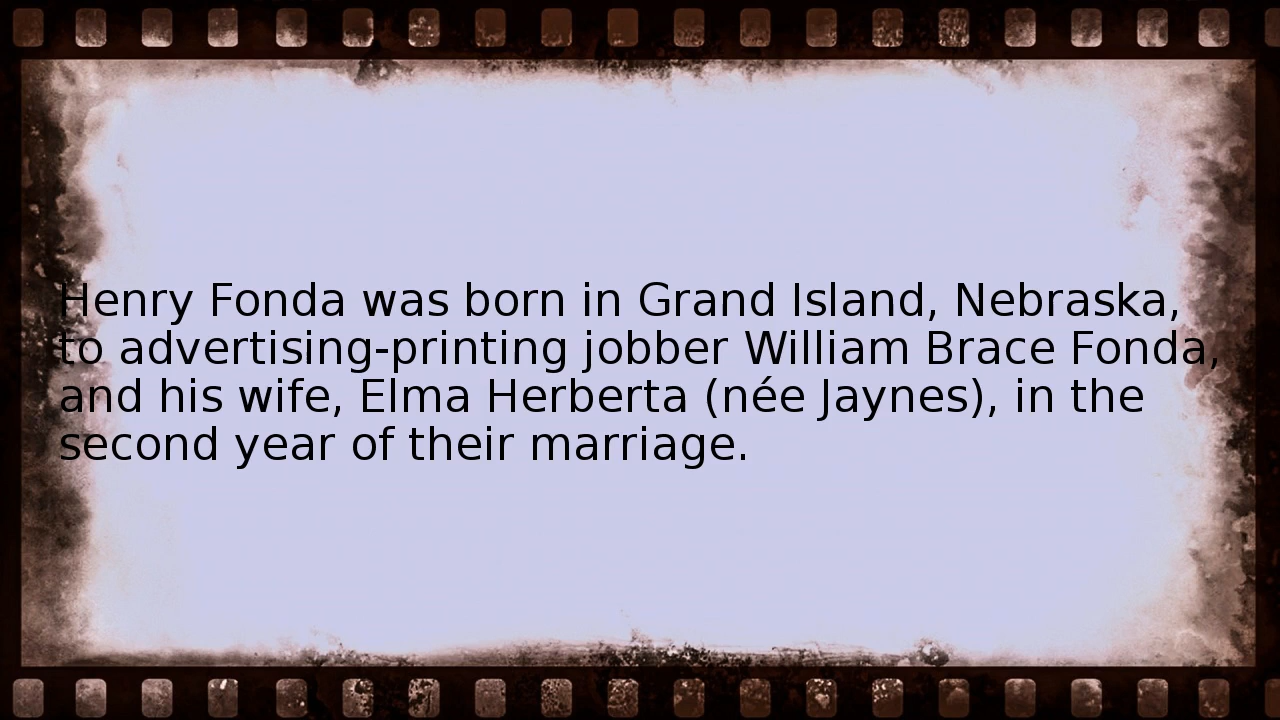 Henry Fonda was born in Grand Island, Nebraska,
to advertising-printing jobber William Brace Fonda,
and his wife, Elma Herberta (née Jaynes), in the
second year of their marriage.